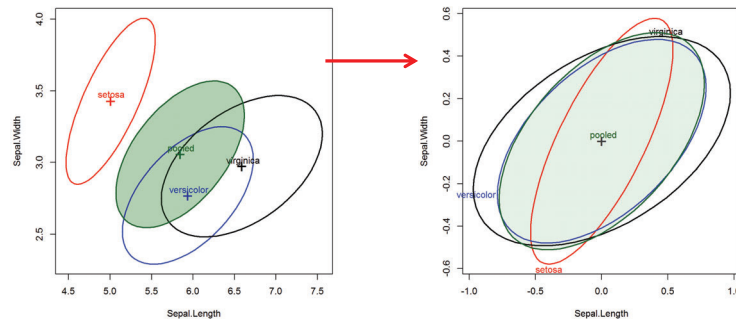 4.0
3.5
3.0
2.5
Sepal.Width
setosa
pooled
virginica
versicolor
4.5 5.0 5.5 6.0 6.5 7.0 7.5
Sepal.Length
0.6
0.4
0.2
0.0
-0.2
-0.4
-0.6
Sepal.Width
virginica
pooled
versicolor
setosa
-1.0 -0.5 0.0 0.5 1.0
Sepal.Length